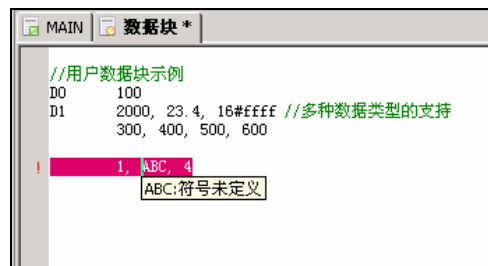 MAIN 数据块 *
//用户数据块示例
D0 100
D1 2000, 23.4, 16#ffff //多种数据类型的支持
300, 400, 500, 600
! 1, ABC, 4
ABC:符号未定义